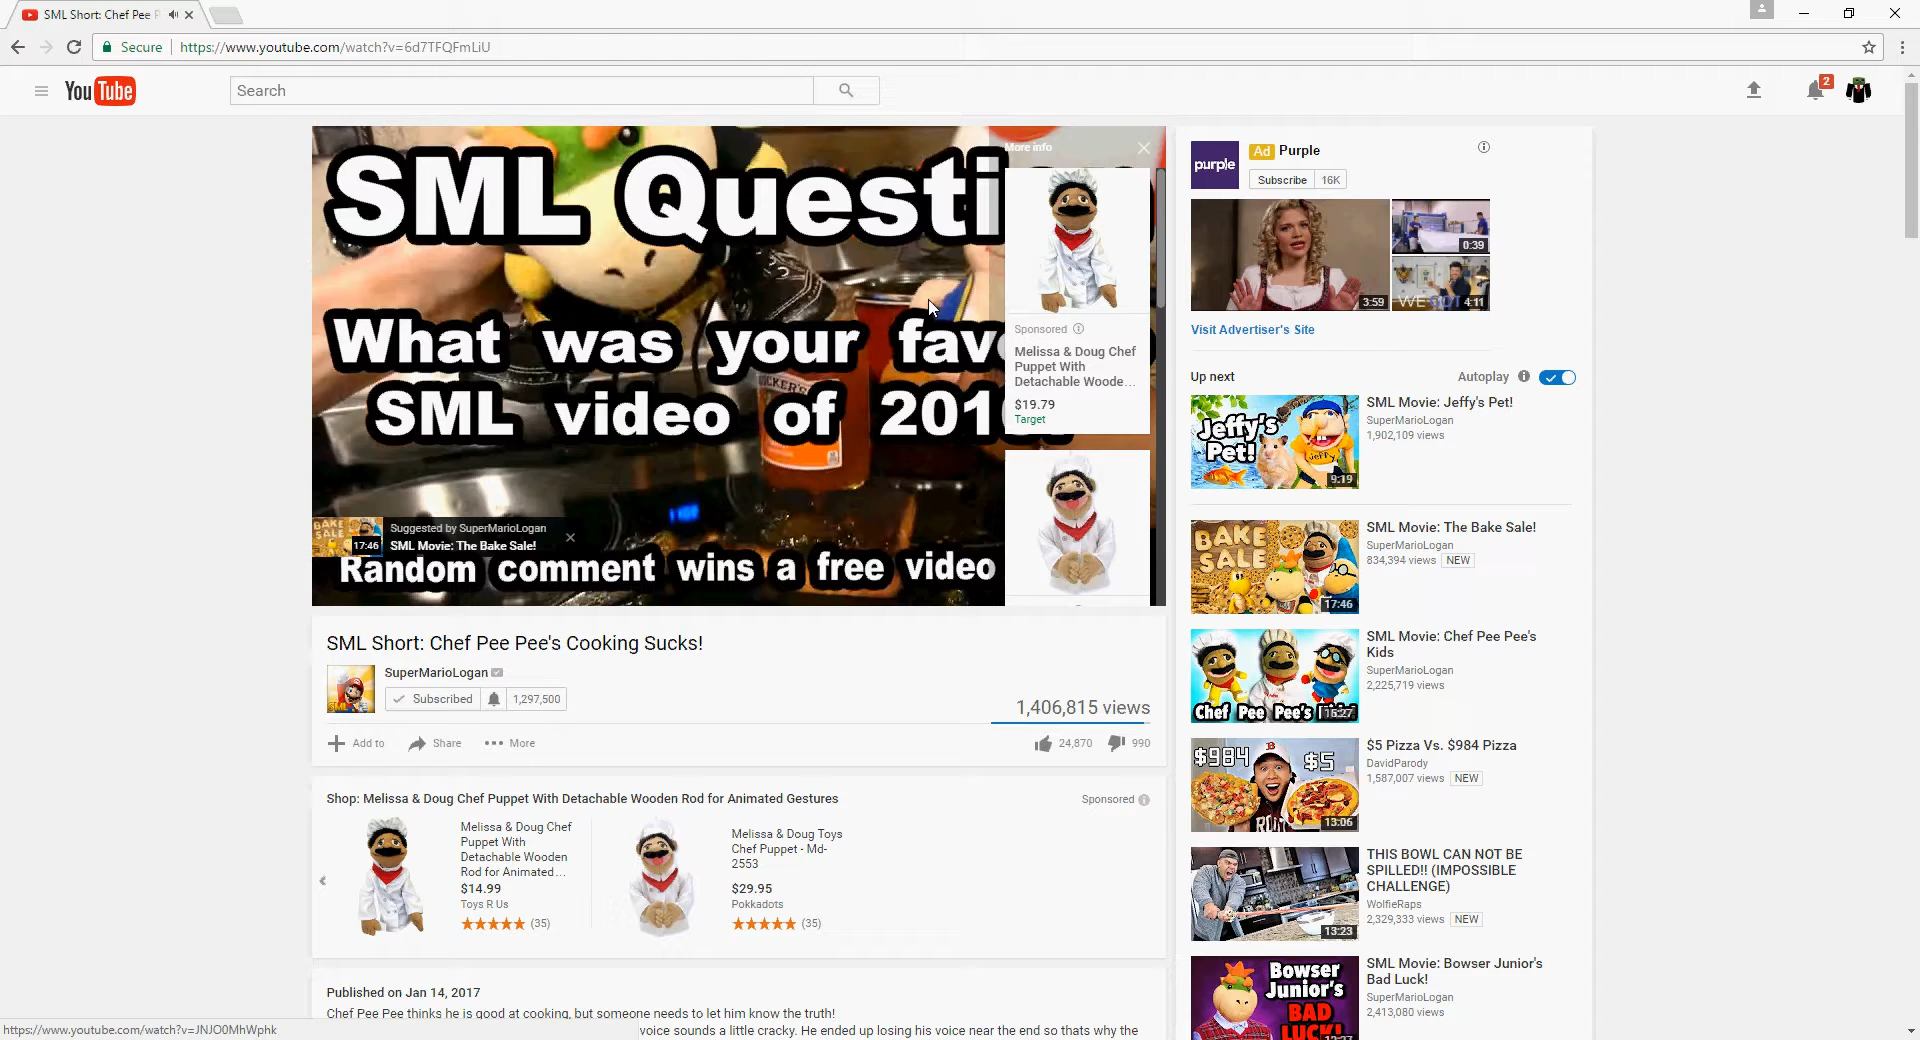 SML Short: Chef Pee P
Secure
https://www.youtube.com/watch?v=6d7TFQFmLiU
YouTube
Search
2
SML Questi
What was your fav
SML video of 201
Random comment wins a free video
BAKE
SALE
17:46
Suggested by SuperMarioLogan
SML Movie: The Bake Sale!
More info
Sponsored
Melissa & Doug Chef
Puppet With
Detachable Woode...
$19.79
Target
SML Short: Chef Pee Pee's Cooking Sucks!
SuperMarioLogan
Subscribed
1,297,500
1,406,815 views
Add to
Share
More
24,870
990
Shop: Melissa & Doug Chef Puppet With Detachable Wooden Rod for Animated Gestures
Sponsored
Melissa & Doug Chef
Puppet With
Detachable Wooden
Rod for Animated...
$14.99
Toys R Us
(35)
Melissa & Doug Toys
Chef Puppet - Md-
2553
$29.95
Pokkadots
(35)
Published on Jan 14, 2017
Chef Pee Pee thinks he is good at cooking, but someone needs to let him know the truth!
voice sounds a little cracky. He ended up losing his voice near the end so thats why the
https://www.youtube.com/watch?v=JNJO0MhWphk
purple
Ad Purple
Subscribe 16K
3:59
0:39
4:11
Visit Advertiser's Site
Up next
Autoplay
Jeffy's
Pet!
Jeffy
9:19
SML Movie: Jeffy's Pet!
SuperMarioLogan
1,902,109 views
BAKE
SALE
17:46
SML Movie: The Bake Sale!
SuperMarioLogan
834,394 views NEW
Chef Pee Pee's
15:27
SML Movie: Chef Pee Pee's
Kids
SuperMarioLogan
2,225,719 views
$984
$5
13:06
$5 Pizza Vs. $984 Pizza
DavidParody
1,587,007 views NEW
13:23
THIS BOWL CAN NOT BE
SPILLED!! (IMPOSSIBLE
CHALLENGE)
WolfieRaps
2,329,333 views NEW
Bowser
Junior's
BAD
LUCK!
SML Movie: Bowser Junior's
Bad Luck!
SuperMarioLogan
2,413,080 views